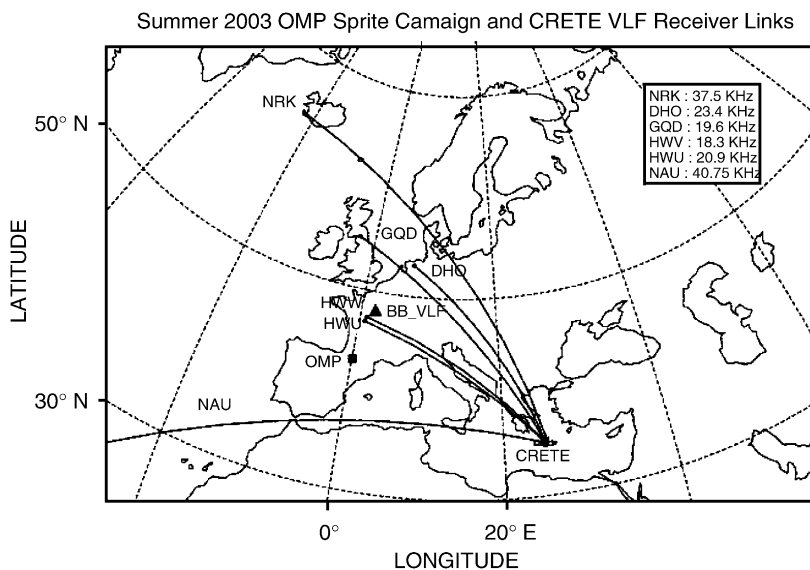 Summer 2003 OMP Sprite Camaign and CRETE VLF Receiver Links
NRK
NRK : 37.5 KHz
DHO : 23.4 KHz
GQD : 19.6 KHz
HWV : 18.3 KHz
HWU : 20.9 KHz
NAU : 40.75 KHz
50° N
LATITUDE
30° N
GQD
DHO
HWW
BB_VLF
HWU
OMP
NAU
CRETE
0°
20° E
LONGITUDE